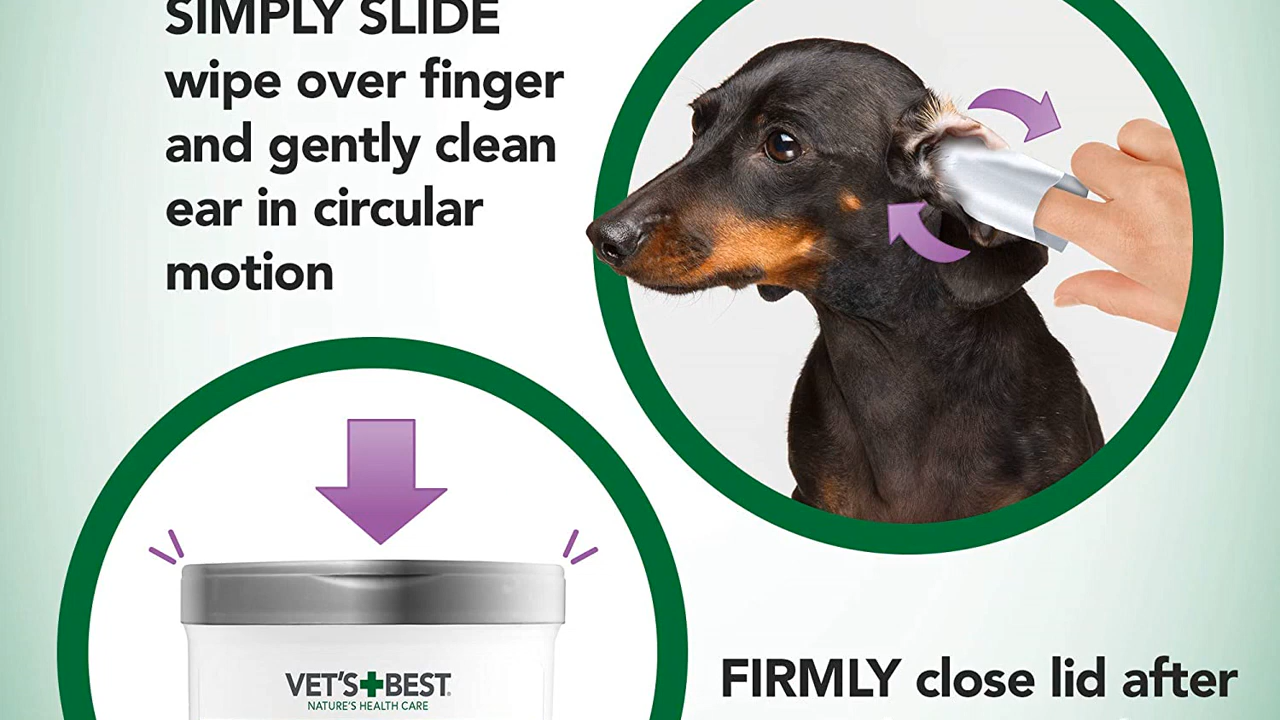 SIMPLY SLIDE
wipe over finger
and gently clean
ear in circular
motion
VET'S+BEST®
NATURE'S HEALTH CARE
FIRMLY close lid after